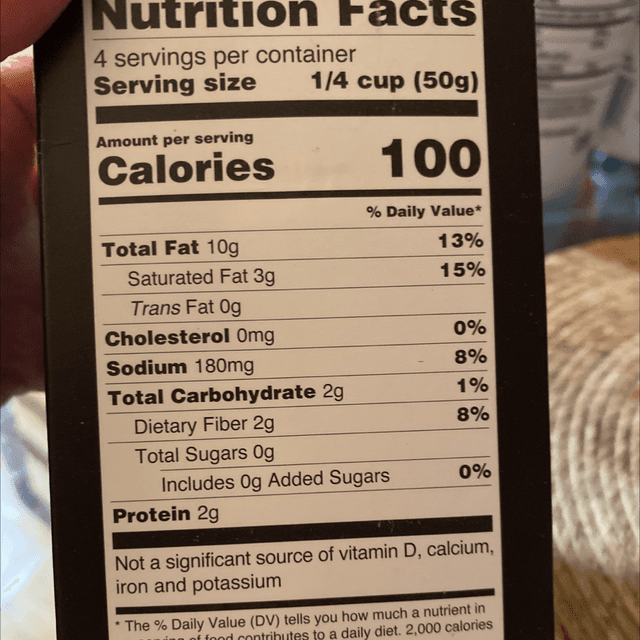 Nutrition Facts
4 servings per container
Serving size 1/4 cup (50g)
Amount per serving
Calories 100
% Daily Value*
Total Fat 10g 13%
Saturated Fat 3g 15%
Trans Fat 0g
Cholesterol 0mg 0%
Sodium 180mg 8%
Total Carbohydrate 2g 1%
Dietary Fiber 2g 8%
Total Sugars 0g
Includes 0g Added Sugars 0%
Protein 2g
Not a significant source of vitamin D, calcium,
iron and potassium
* The % Daily Value (DV) tells you how much a nutrient in
serving of food contributes to a daily diet. 2,000 calories